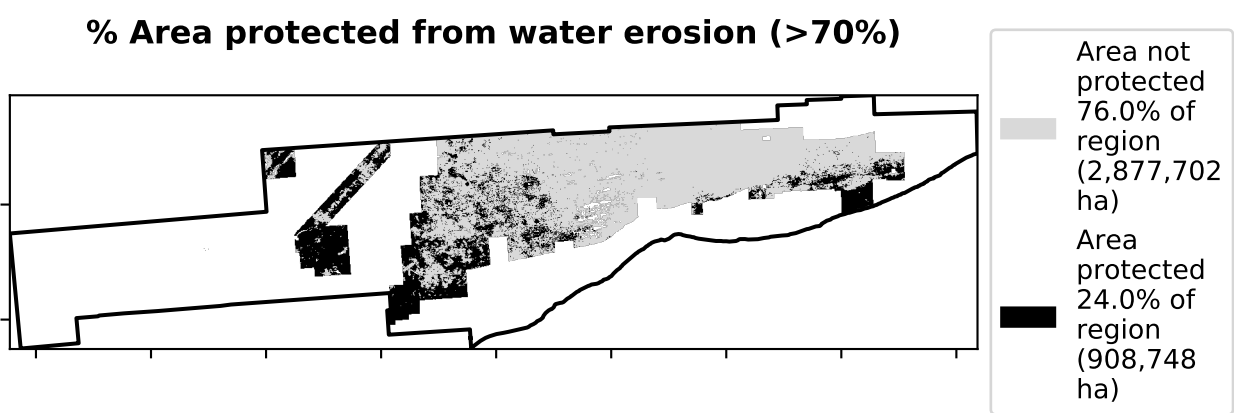 % Area protected from water erosion (>70%)
Area not
protected
76.0% of
region
(2,877,702
ha)
Area
protected
24.0% of
region
(908,748
ha)